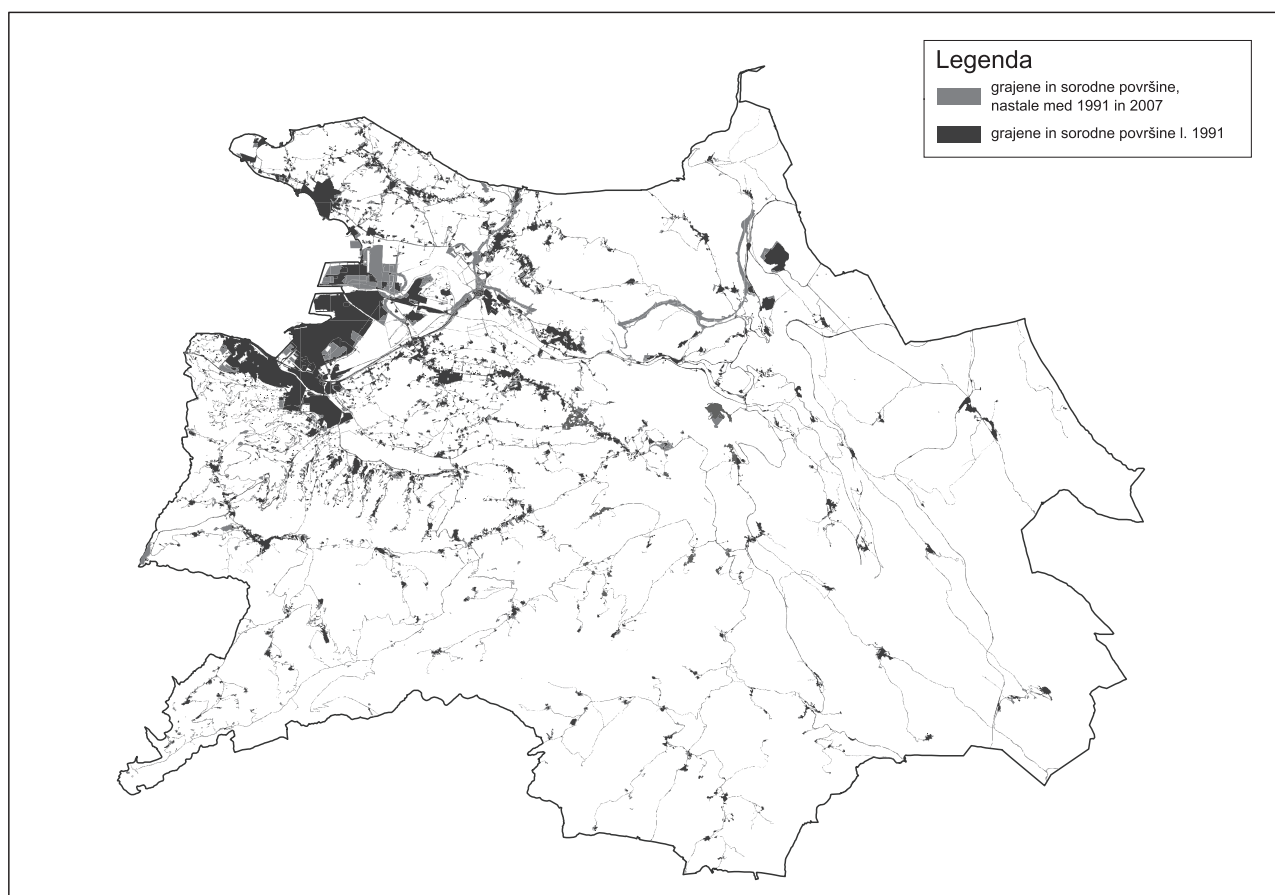 Legenda
grajene in sorodne površine,
nastale med 1991 in 2007
grajene in sorodne površine l. 1991